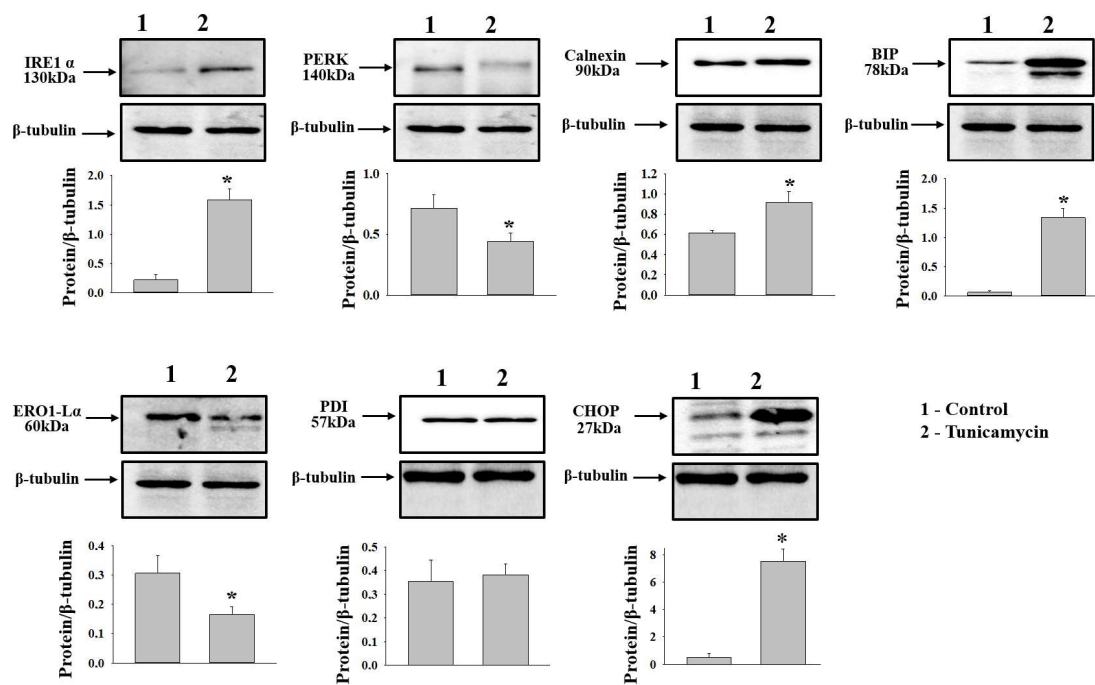 1 2
IRE1 α
130kDa
β-tubulin
Protein/β-tubulin
2.0
1.5
1.0
0.5
0.0
*
1 2
PERK
140kDa
β-tubulin
Protein/β-tubulin
1.0
0.5
0.0
*
1 2
Calnexin
90kDa
β-tubulin
Protein/β-tubulin
1.2
1.0
0.8
0.6
0.4
0.2
0.0
*
1 2
BIP
78kDa
β-tubulin
Protein/β-tubulin
2.0
1.5
1.0
0.5
0.0
*
1 2
ERO1-Lα
60kDa
β-tubulin
Protein/β-tubulin
0.4
0.3
0.2
0.1
0.0
*
1 2
PDI
57kDa
β-tubulin
Protein/β-tubulin
0.5
0.4
0.3
0.2
0.1
0.0
1 2
CHOP
27kDa
β-tubulin
Protein/β-tubulin
8
6
4
2
0
*
1 - Control
2 - Tunicamycin